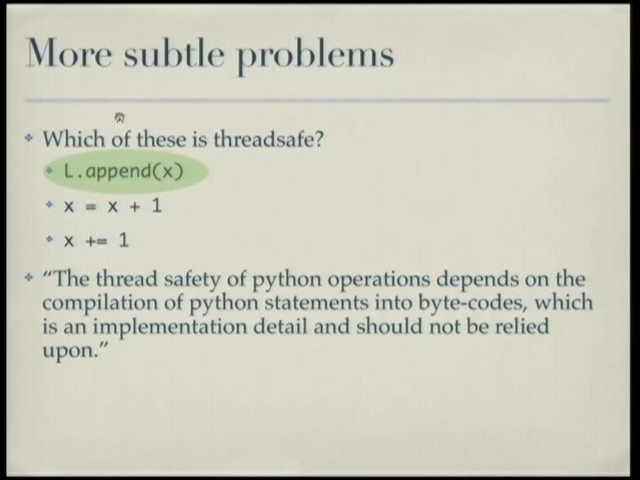 More subtle problems
Which of these is threadsafe?
L.append(x)
x = x + 1
x += 1
“The thread safety of python operations depends on the
compilation of python statements into byte-codes, which
is an implementation detail and should not be relied
upon.”